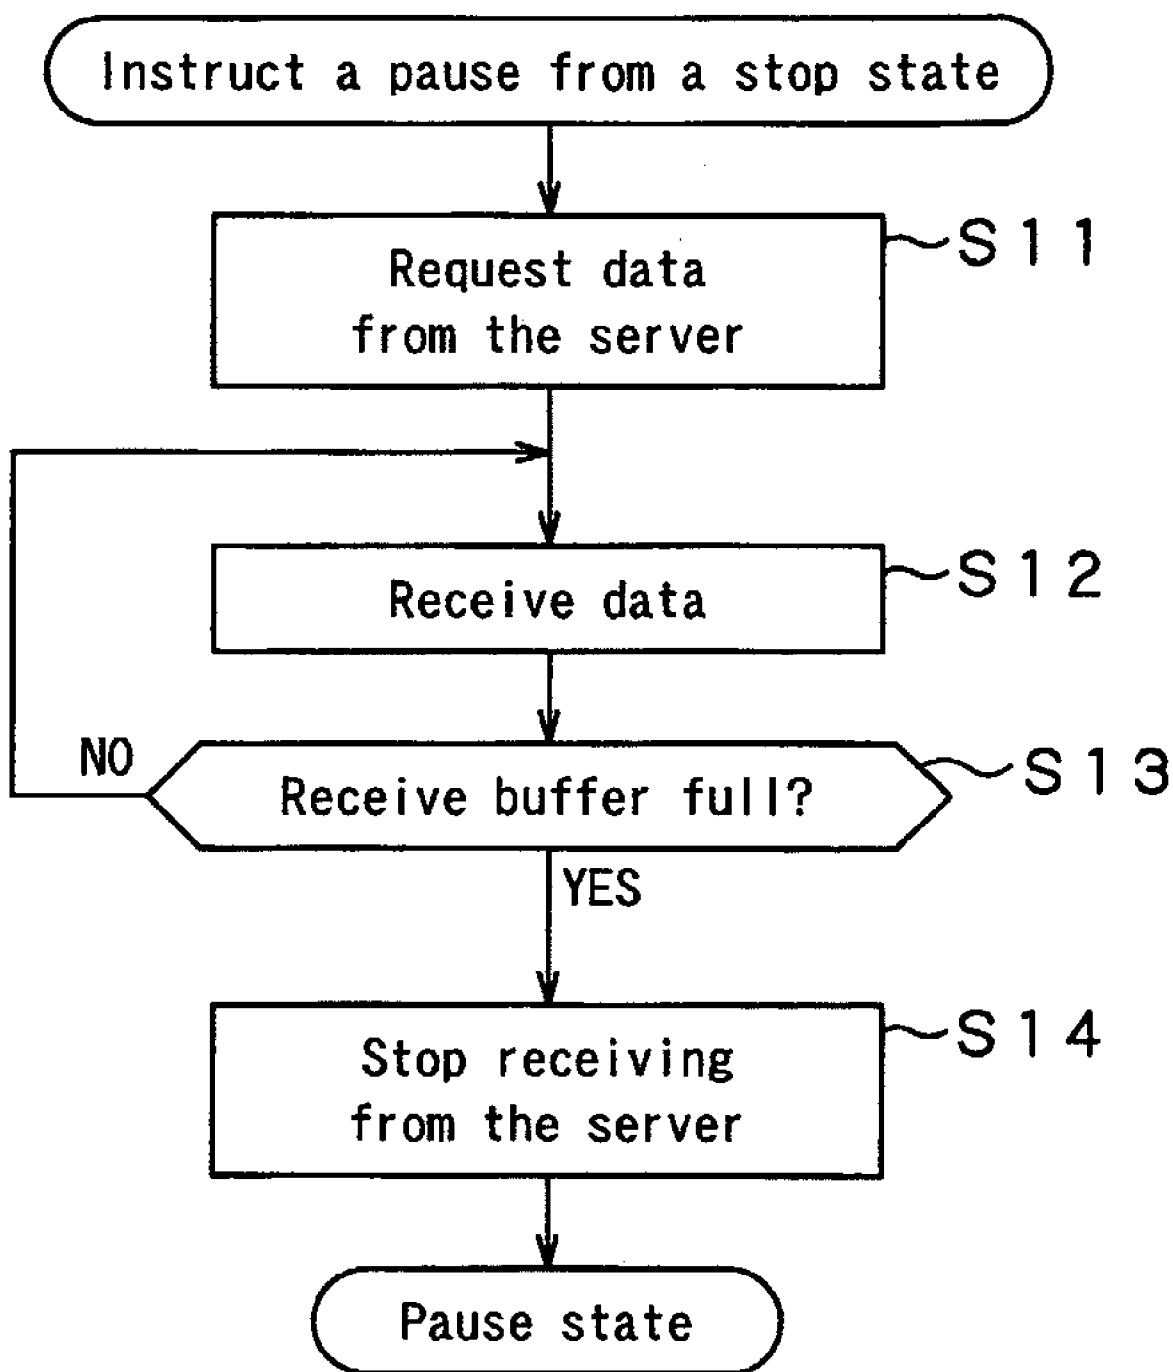 Instruct a pause from a stop state
S11
Request data
from the server
S12
Receive data
NO
S13
Receive buffer full?
YES
S14
Stop receiving
from the server
Pause state